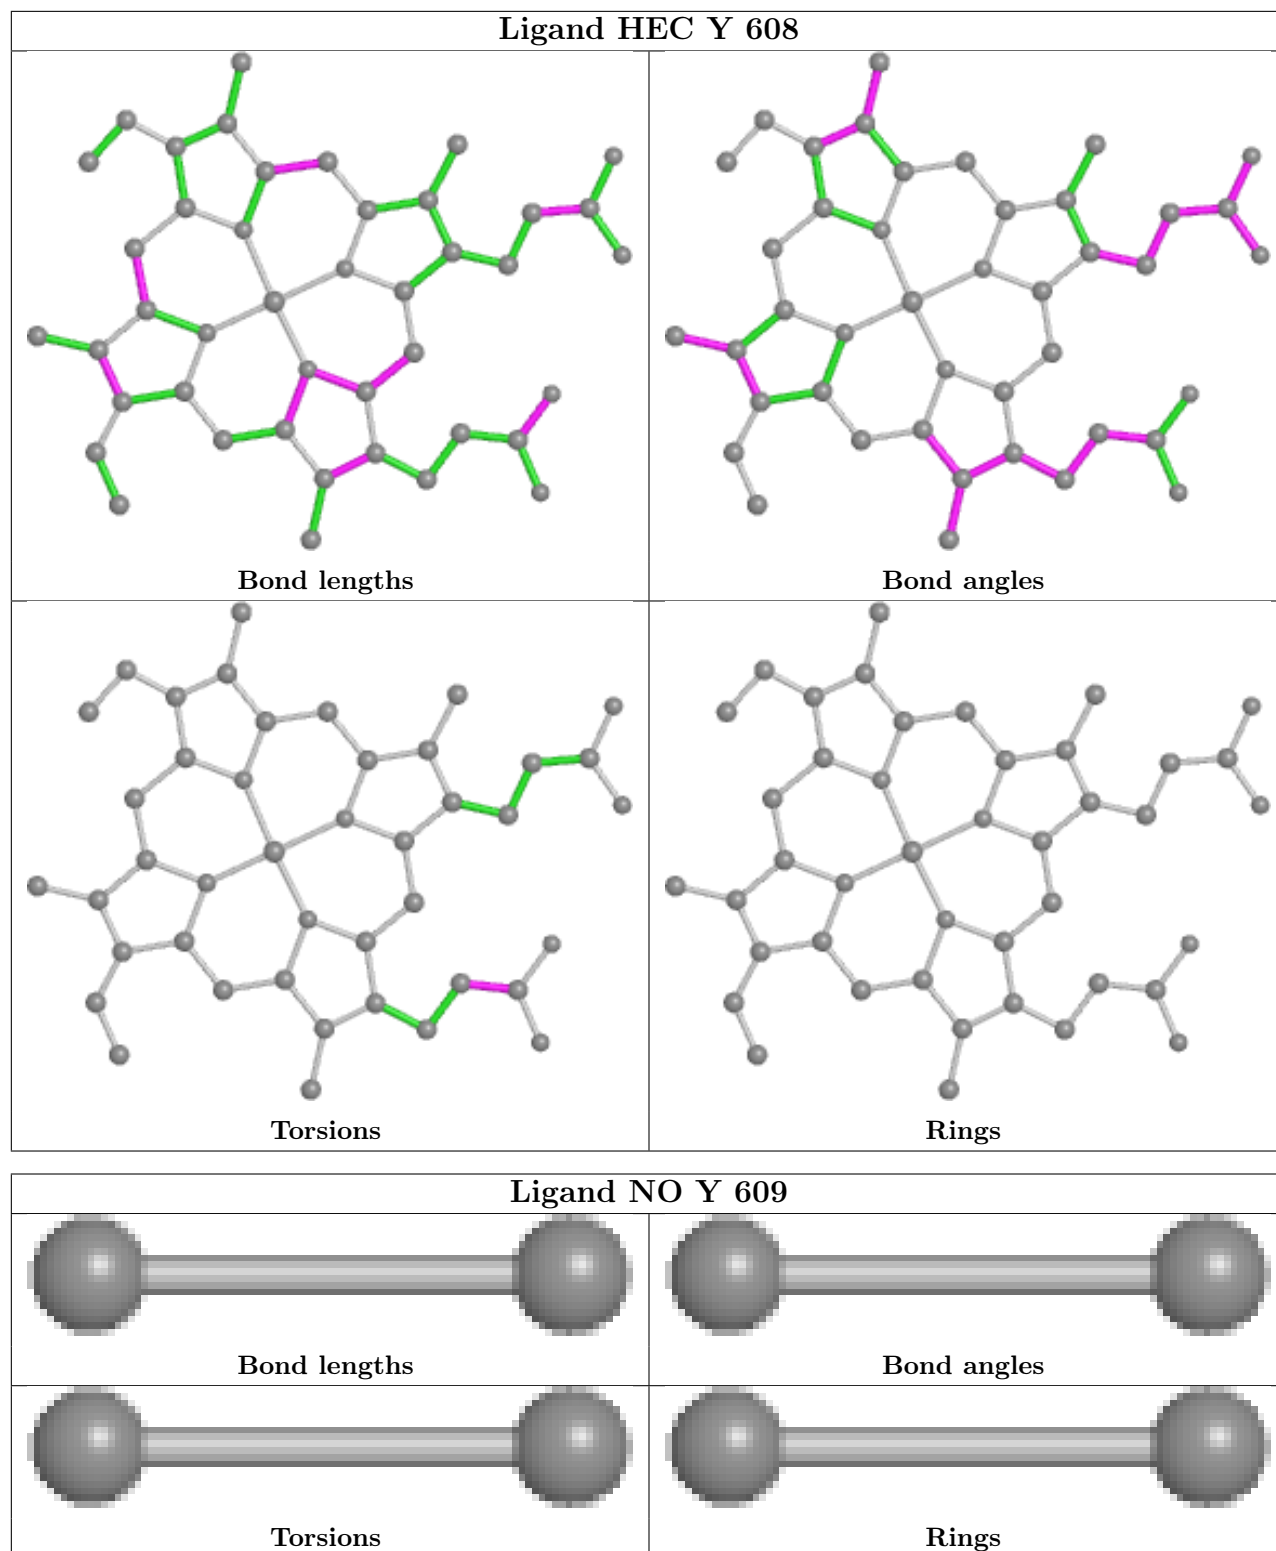 Ligand HEC Y 608
Bond lengths
Bond angles
Torsions
Rings
Ligand NO Y 609
Bond lengths
Bond angles
Torsions
Rings